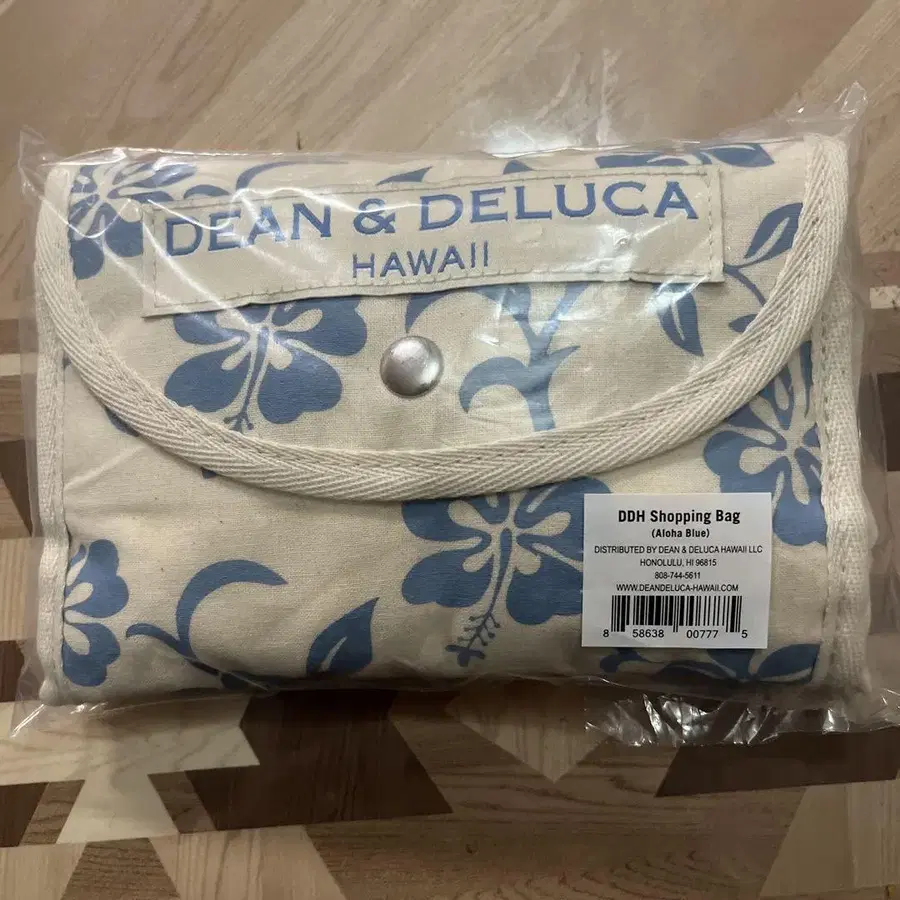 DEAN & DELUCA
HAWAII
DDH Shopping Bag
(Aloha Blue)
DISTRIBUTED BY DEAN & DELUCA HAWAII LLC
HONOLULU, HI 96815
808-744-5611
WWW.DEANDELUCA-HAWAII.COM
8 58638 00777 5